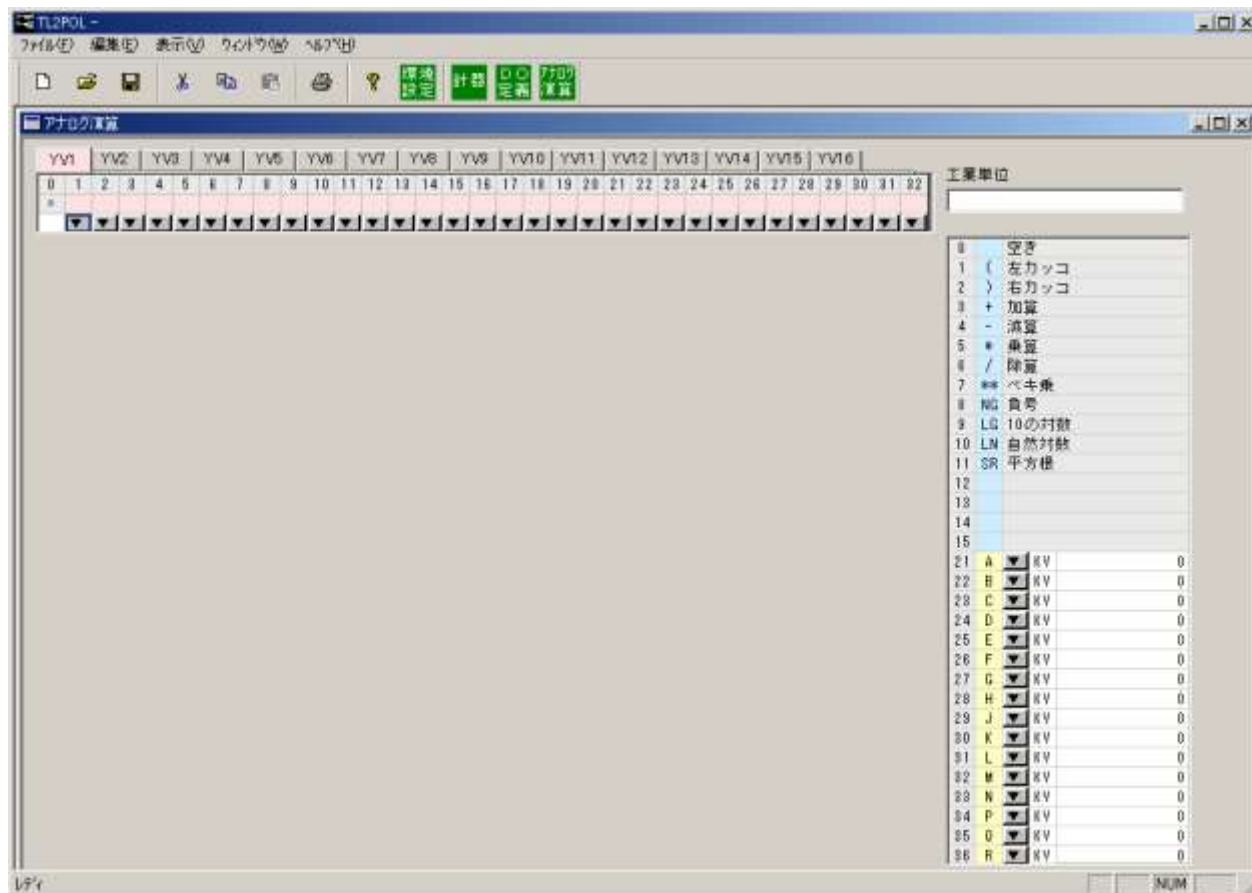 TL2POL -
ファイル(F) 編集(E) 表示(V) ウィンドウ(W) ヘルプ(H)
環境設定 計器 DO定義 アナログ演算
アナログ演算
YV1 YV2 YV3 YV4 YV5 YV6 YV7 YV8 YV9 YV10 YV11 YV12 YV13 YV14 YV15 YV16
0 1 2 3 4 5 6 7 8 9 10 11 12 13 14 15 16 17 18 19 20 21 22 23 24 25 26 27 28 29 30 31 32
=
工業単位
0 空き
1 ( 左カッコ
2 ) 右カッコ
3 + 加算
4 - 減算
5 * 乗算
6 / 除算
7 ** ベキ乗
8 NG 負号
9 LG 10の対数
10 LN 自然対数
11 SR 平方根
12
13
14
15
21 A KV 0
22 B KV 0
23 C KV 0
24 D KV 0
25 E KV 0
26 F KV 0
27 G KV 0
28 H KV 0
29 J KV 0
30 K KV 0
31 L KV 0
32 M KV 0
33 N KV 0
34 P KV 0
35 Q KV 0
36 R KV 0
レディ NUM